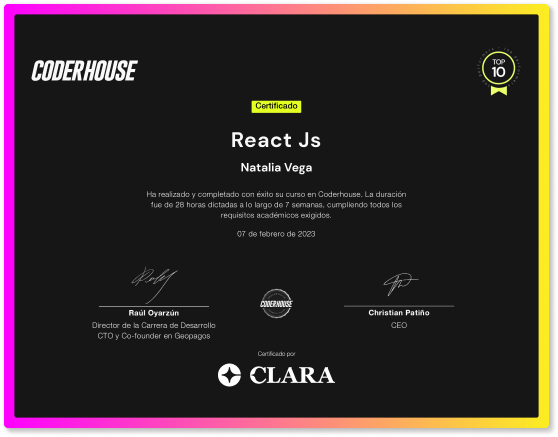 CODERHOUSE
TOP
10
Certificado
React Js
Natalia Vega
Ha realizado y completado con éxito su curso en Coderhouse. La duración
fue de 28 horas dictadas a lo largo de 7 semanas, cumpliendo todos los
requisitos académicos exigidos.
07 de febrero de 2023
CODERHOUSE
Raúl Oyarzún
Christian Patiño
Director de la Carrera de Desarrollo
CEO
CTO y Co-founder en Geopagos
Certificado por
CLARA